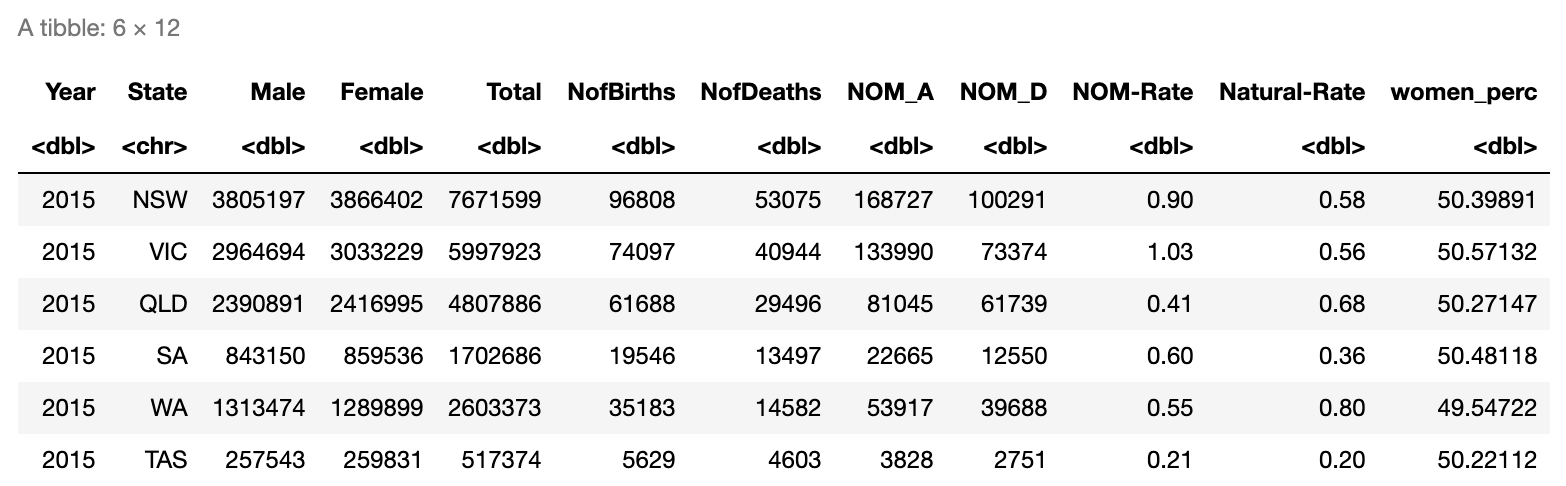 A tibble: 6 × 12
Year State Male Female Total NofBirths NofDeaths NOM_A NOM_D NOM-Rate Natural-Rate women_perc
<dbl> <chr> <dbl> <dbl> <dbl> <dbl> <dbl> <dbl> <dbl> <dbl> <dbl> <dbl>
2015 NSW 3805197 3866402 7671599 96808 53075 168727 100291 0.90 0.58 50.39891
2015 VIC 2964694 3033229 5997923 74097 40944 133990 73374 1.03 0.56 50.57132
2015 QLD 2390891 2416995 4807886 61688 29496 81045 61739 0.41 0.68 50.27147
2015 SA 843150 859536 1702686 19546 13497 22665 12550 0.60 0.36 50.48118
2015 WA 1313474 1289899 2603373 35183 14582 53917 39688 0.55 0.80 49.54722
2015 TAS 257543 259831 517374 5629 4603 3828 2751 0.21 0.20 50.22112